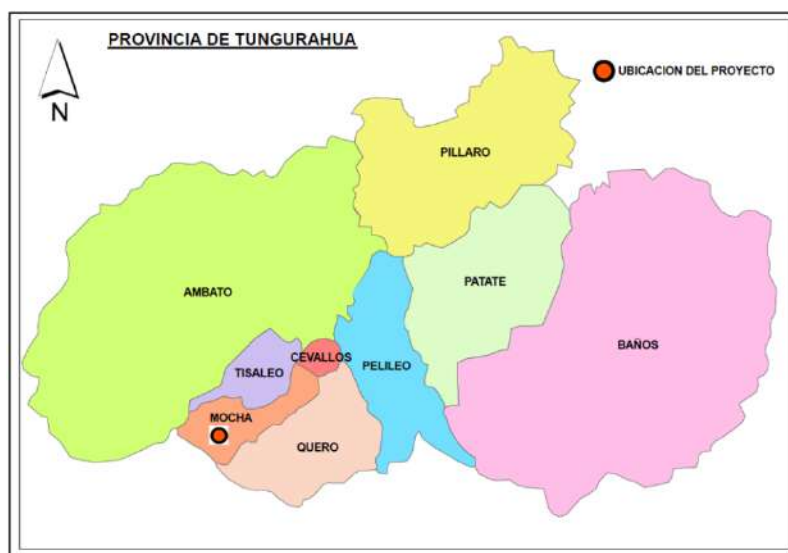 PROVINCIA DE TUNGURAHUA
UBICACION DEL PROYECTO
N
PILLARO
PATATE
AMBATO
BAÑOS
CEVALLOS
PELILEO
TISALEO
MOCHA
QUERO